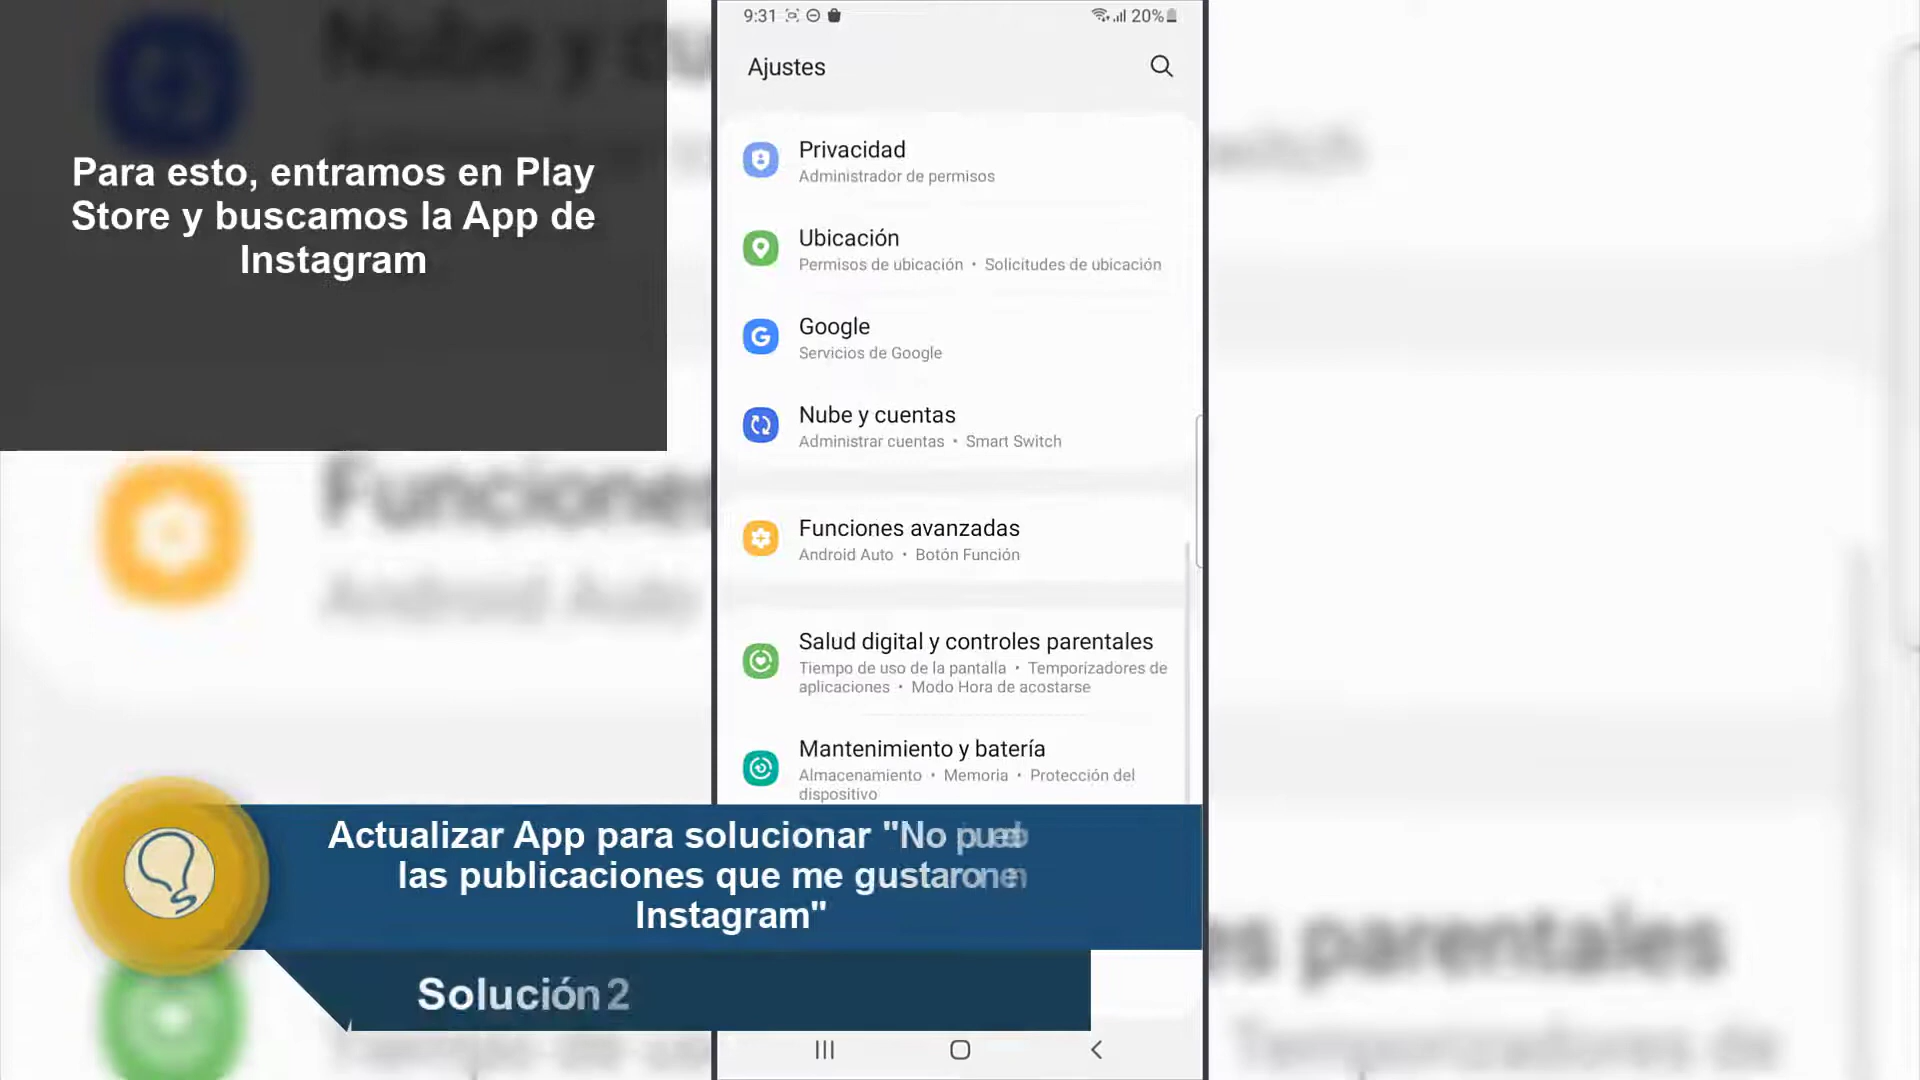 Para esto, entramos en Play
Store y buscamos la App de
Instagram
9:31
20%
Ajustes
Privacidad
Administrador de permisos
Ubicación
Permisos de ubicación • Solicitudes de ubicación
Google
Servicios de Google
Nube y cuentas
Administrar cuentas • Smart Switch
Funciones avanzadas
Android Auto • Botón Función
Salud digital y controles parentales
Tiempo de uso de la pantalla • Temporizadores de
aplicaciones • Modo Hora de acostarse
Mantenimiento y batería
Almacenamiento • Memoria • Protección del
dispositivo
Actualizar App para solucionar "No
las publicaciones que me gustaron
Instagram"
Solución 2
Nube y cu
witch
Funciones
Android Auto
es parentales
Temporizadores de